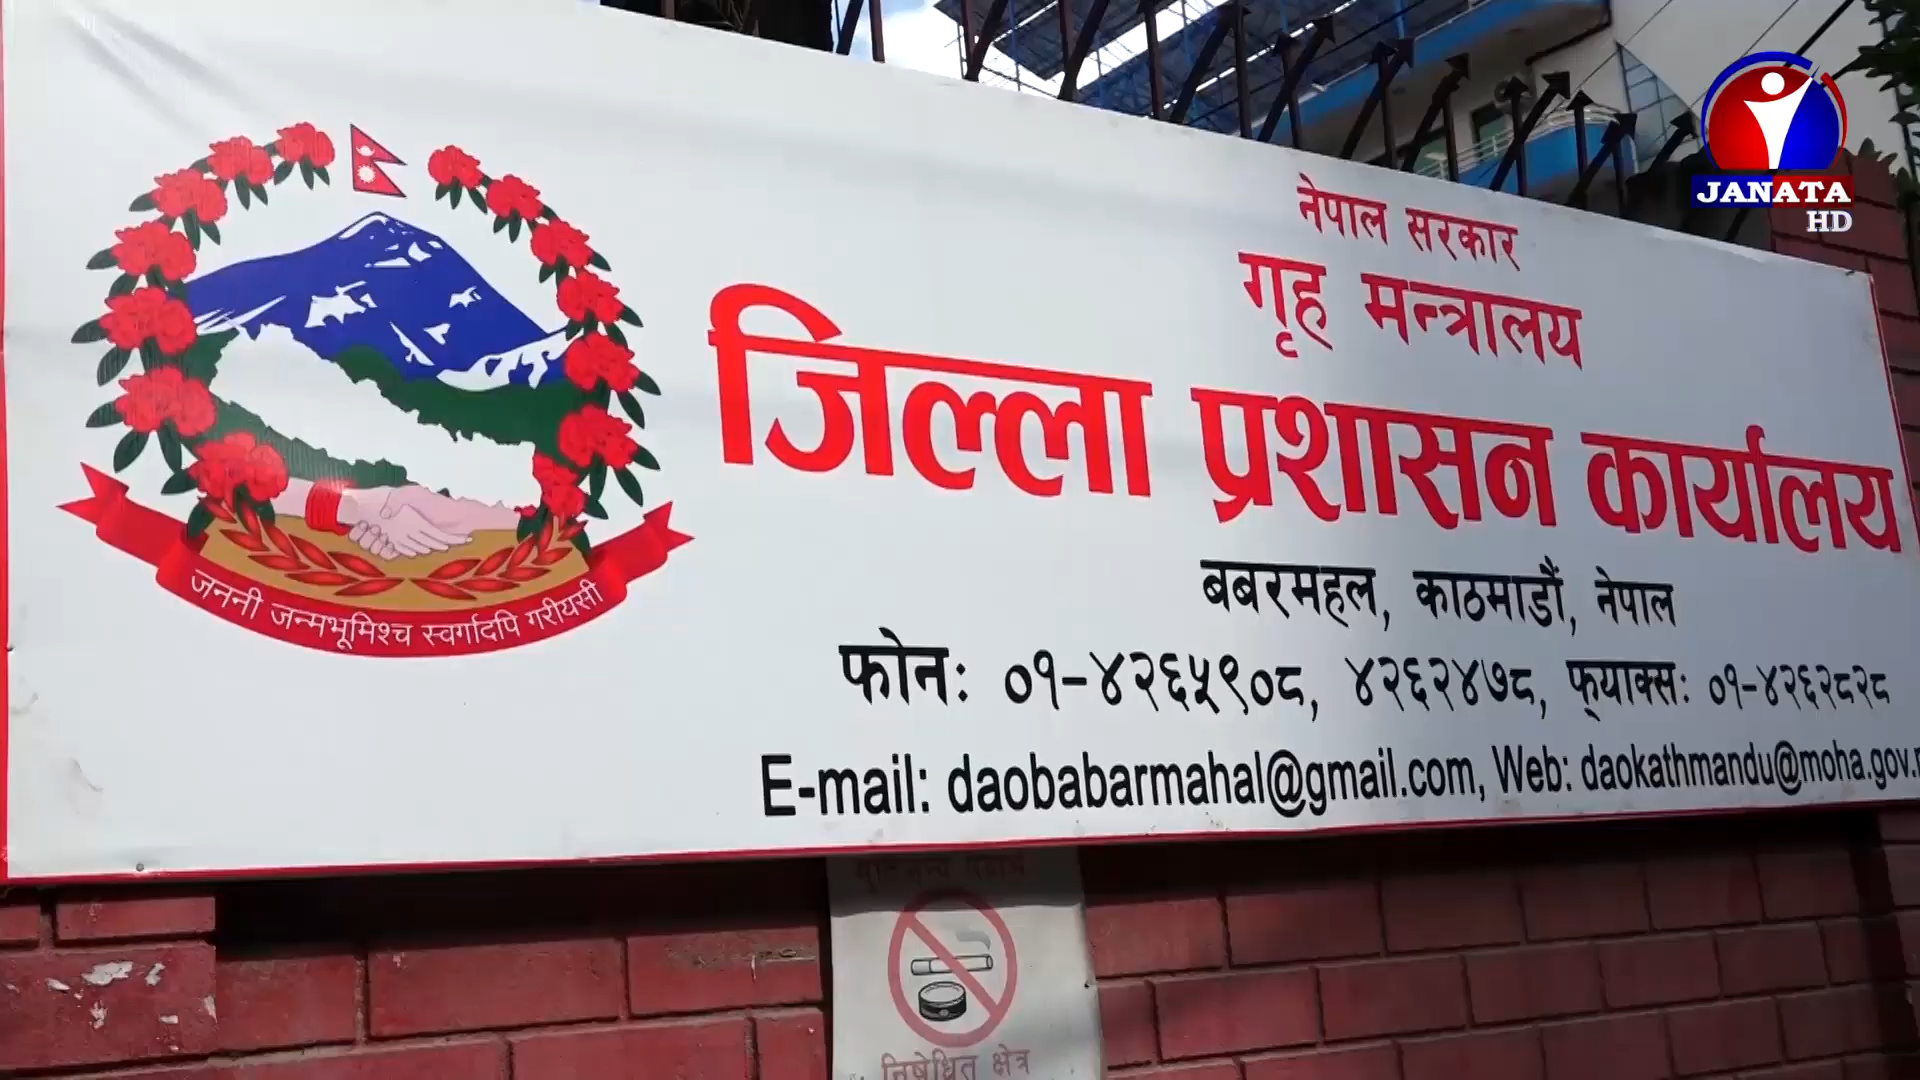 JANATA
HD
नेपाल सरकार
गृह मन्त्रालय
जिल्ला प्रशासन कार्यालय
बबरमहल, काठमाडौं, नेपाल
फोनः ०१-४२६५९०८, ४२६२४७८, फ्याक्सः ०१-४२६२८२८
E-mail: daobabarmahal@gmail.com, Web: daokathmandu@moha.gov.n
जननी जन्मभूमिश्च स्वर्गादपि गरीयसी
निषेधित क्षेत्र